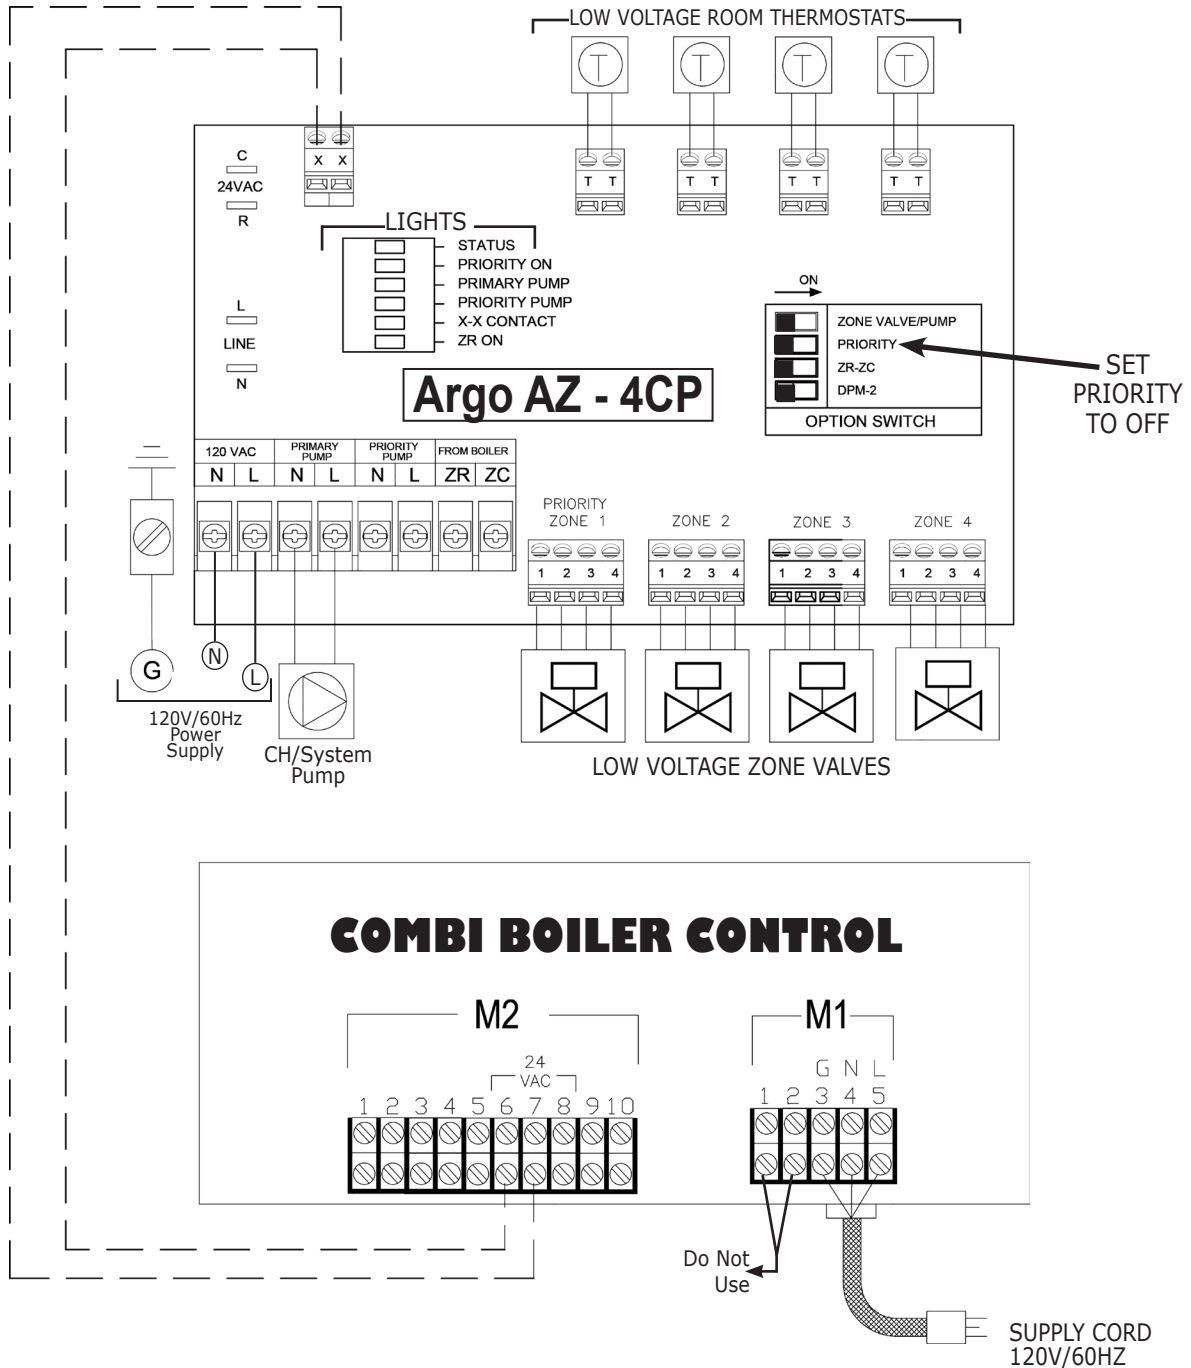 LOW VOLTAGE ROOM THERMOSTATS
T T T T
C
24VAC
R
X X
T T T T T T T T
LIGHTS
STATUS
PRIORITY ON
PRIMARY PUMP
PRIORITY PUMP
X-X CONTACT
ZR ON
L
LINE
N
ON
ZONE VALVE/PUMP
PRIORITY
ZR-ZC
DPM-2
OPTION SWITCH
SET
PRIORITY
TO OFF
Argo AZ - 4CP
120 VAC
N L
PRIMARY
PUMP
N L
PRIORITY
PUMP
N L
FROM BOILER
ZR ZC
PRIORITY
ZONE 1
ZONE 2
ZONE 3
ZONE 4
1 2 3 4
1 2 3 4
1 2 3 4
1 2 3 4
G
N
L
120V/60Hz
Power
Supply
CH/System
Pump
LOW VOLTAGE ZONE VALVES
COMBI BOILER CONTROL
M2
24
VAC
1 2 3 4 5 6 7 8 9 10
M1
G N L
1 2 3 4 5
Do Not
Use
SUPPLY CORD
120V/60HZ